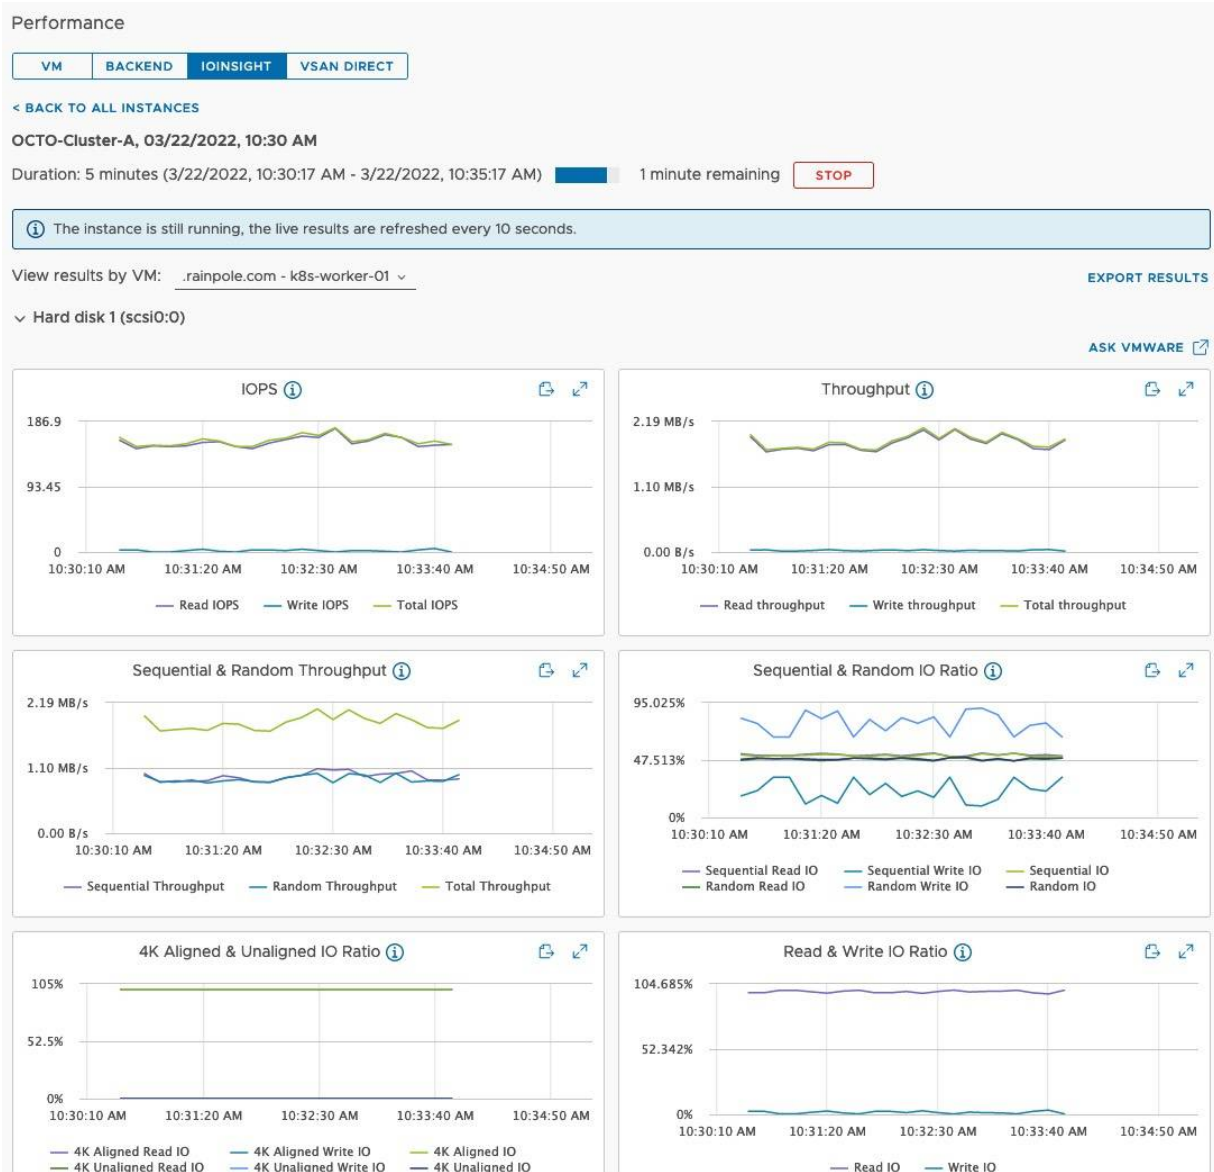 Performance
VM BACKEND IOINSIGHT VSAN DIRECT
< BACK TO ALL INSTANCES
OCTO-Cluster-A, 03/22/2022, 10:30 AM
Duration: 5 minutes (3/22/2022, 10:30:17 AM - 3/22/2022, 10:35:17 AM) 1 minute remaining STOP
The instance is still running, the live results are refreshed every 10 seconds.
View results by VM: .rainpole.com - k8s-worker-01
EXPORT RESULTS
Hard disk 1 (scsi0:0)
ASK VMWARE
IOPS
186.9
93.45
0
10:30:10 AM 10:31:20 AM 10:32:30 AM 10:33:40 AM 10:34:50 AM
Read IOPS Write IOPS Total IOPS
Throughput
2.19 MB/s
1.10 MB/s
0.00 B/s
10:30:10 AM 10:31:20 AM 10:32:30 AM 10:33:40 AM 10:34:50 AM
Read throughput Write throughput Total throughput
Sequential & Random Throughput
2.19 MB/s
1.10 MB/s
0.00 B/s
10:30:10 AM 10:31:20 AM 10:32:30 AM 10:33:40 AM 10:34:50 AM
Sequential Throughput Random Throughput Total Throughput
Sequential & Random IO Ratio
95.025%
47.513%
0%
10:30:10 AM 10:31:20 AM 10:32:30 AM 10:33:40 AM 10:34:50 AM
Sequential Read IO Sequential Write IO Sequential IO
Random Read IO Random Write IO Random IO
4K Aligned & Unaligned IO Ratio
105%
52.5%
0%
10:30:10 AM 10:31:20 AM 10:32:30 AM 10:33:40 AM 10:34:50 AM
4K Aligned Read IO 4K Aligned Write IO 4K Aligned IO
4K Unaligned Read IO 4K Unaligned Write IO 4K Unaligned IO
Read & Write IO Ratio
104.685%
52.342%
0%
10:30:10 AM 10:31:20 AM 10:32:30 AM 10:33:40 AM 10:34:50 AM
Read IO Write IO